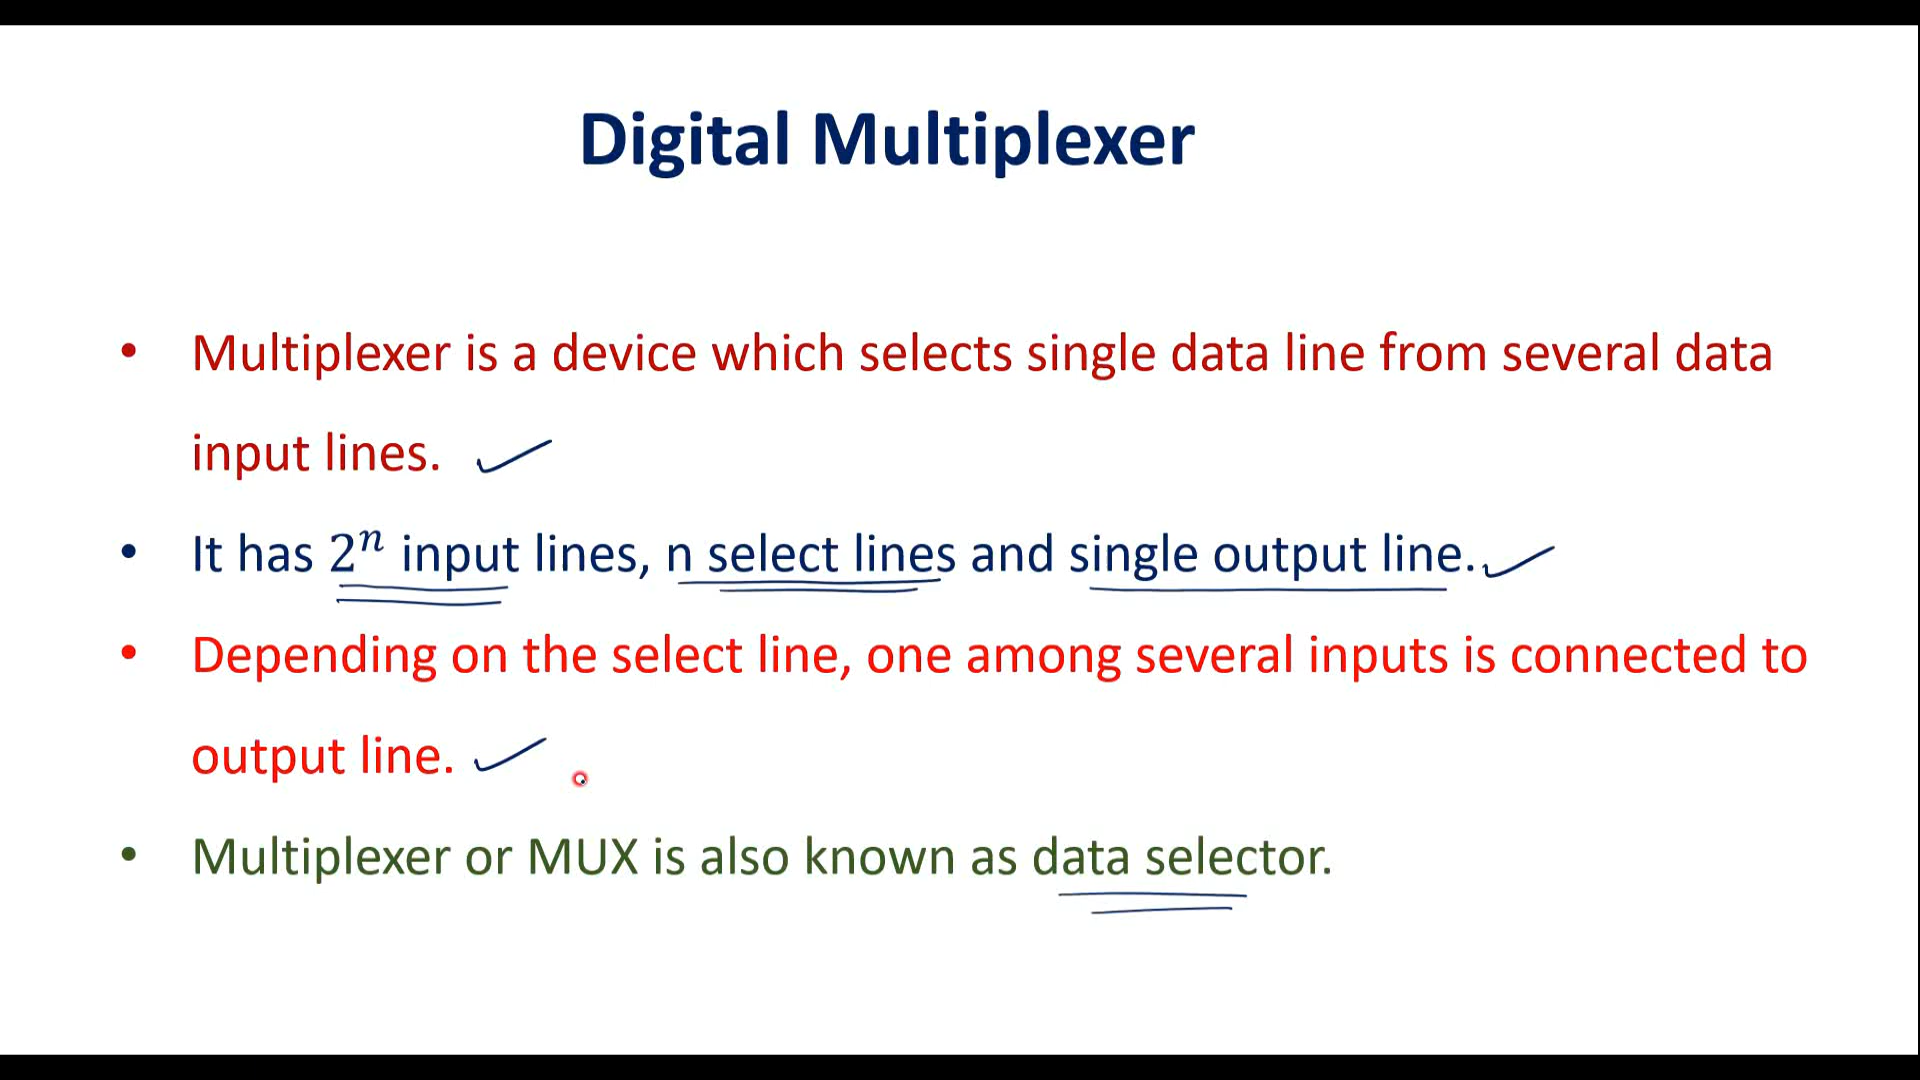 Digital Multiplexer
• Multiplexer is a device which selects single data line from several data
input lines.
• It has 2ⁿ input lines, n select lines and single output line.
• Depending on the select line, one among several inputs is connected to
output line.
• Multiplexer or MUX is also known as data selector.